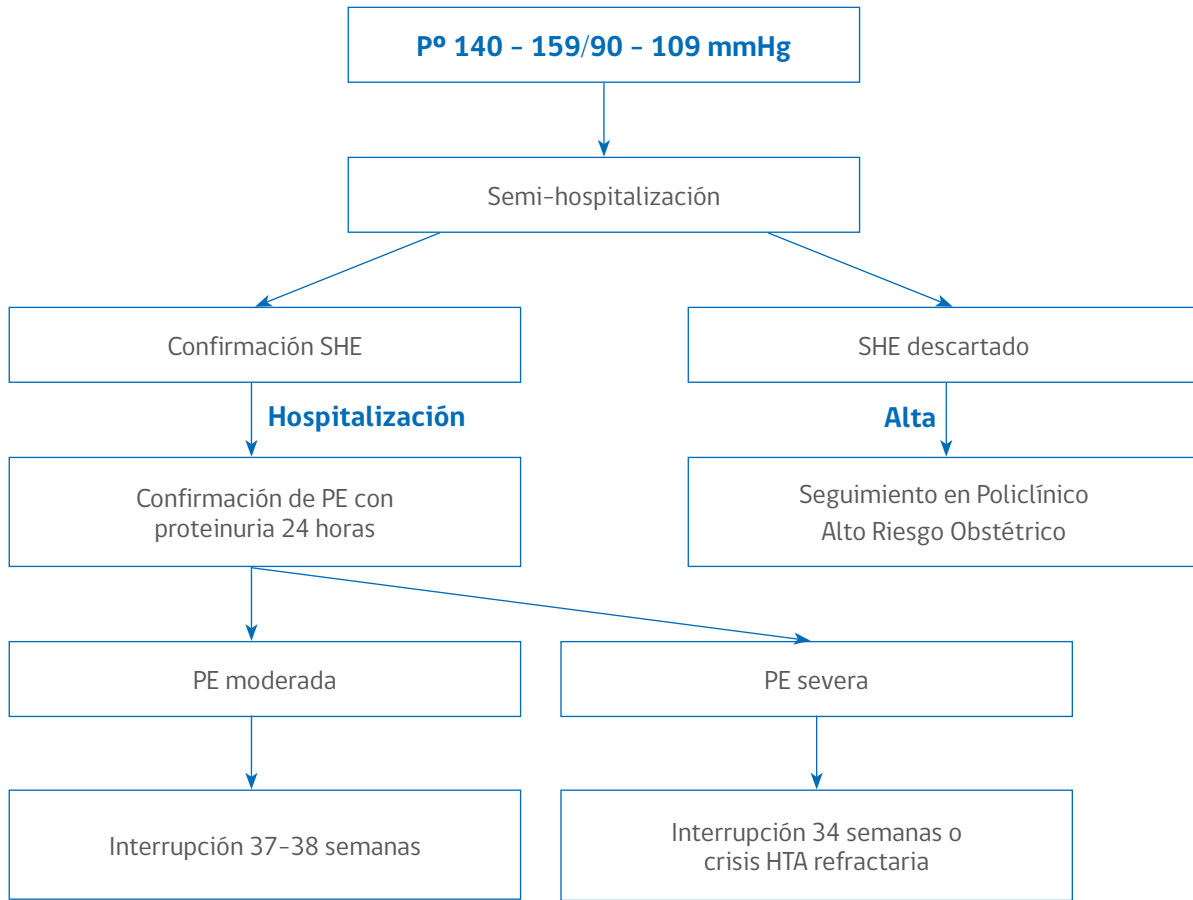 Pº 140 - 159/90 - 109 mmHg
Semi-hospitalización
Confirmación SHE
SHE descartado
Hospitalización
Alta
Confirmación de PE con
proteinuria 24 horas
Seguimiento en Policlínico
Alto Riesgo Obstétrico
PE moderada
PE severa
Interrupción 37-38 semanas
Interrupción 34 semanas o
crisis HTA refractaria